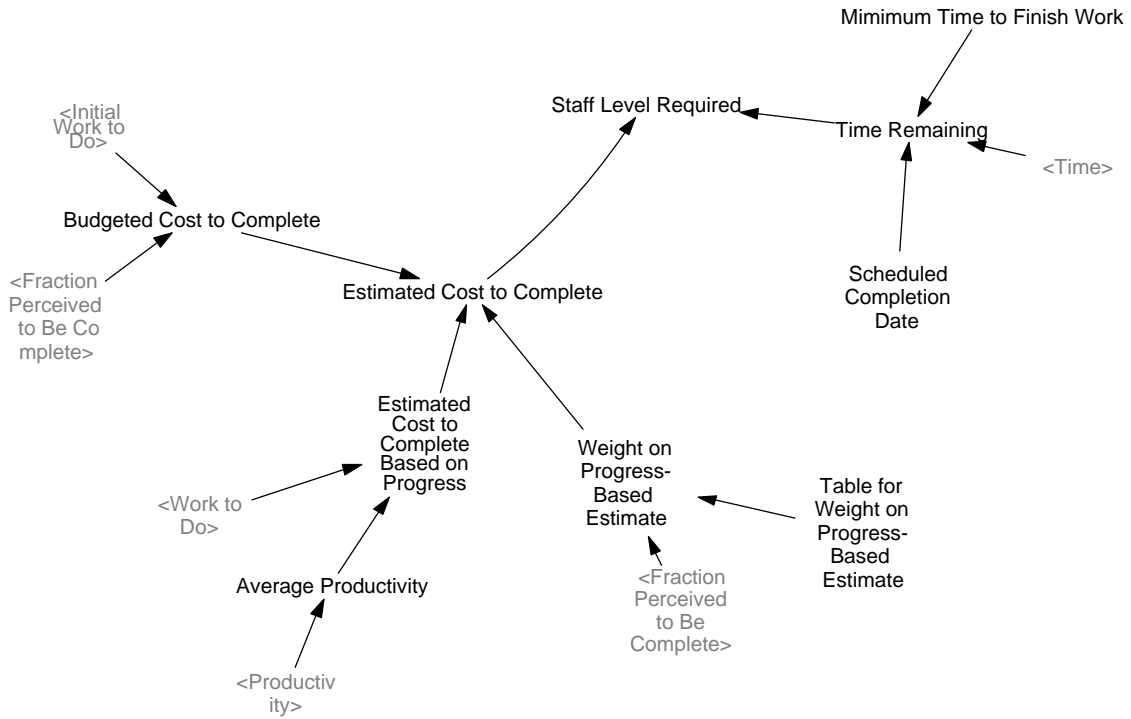 Mimimum Time to Finish Work
<Initial
Work to
Do>
Staff Level Required
Time Remaining
<Time>
Budgeted Cost to Complete
<Fraction
Perceived
to Be Co
mplete>
Estimated Cost to Complete
Scheduled
Completion
Date
Estimated
Cost to
Complete
Based on
Progress
Weight on
Progress-
Based
Estimate
Table for
Weight on
Progress-
Based
Estimate
<Work to
Do>
Average Productivity
<Fraction
Perceived
to Be
Complete>
<Productiv
ity>